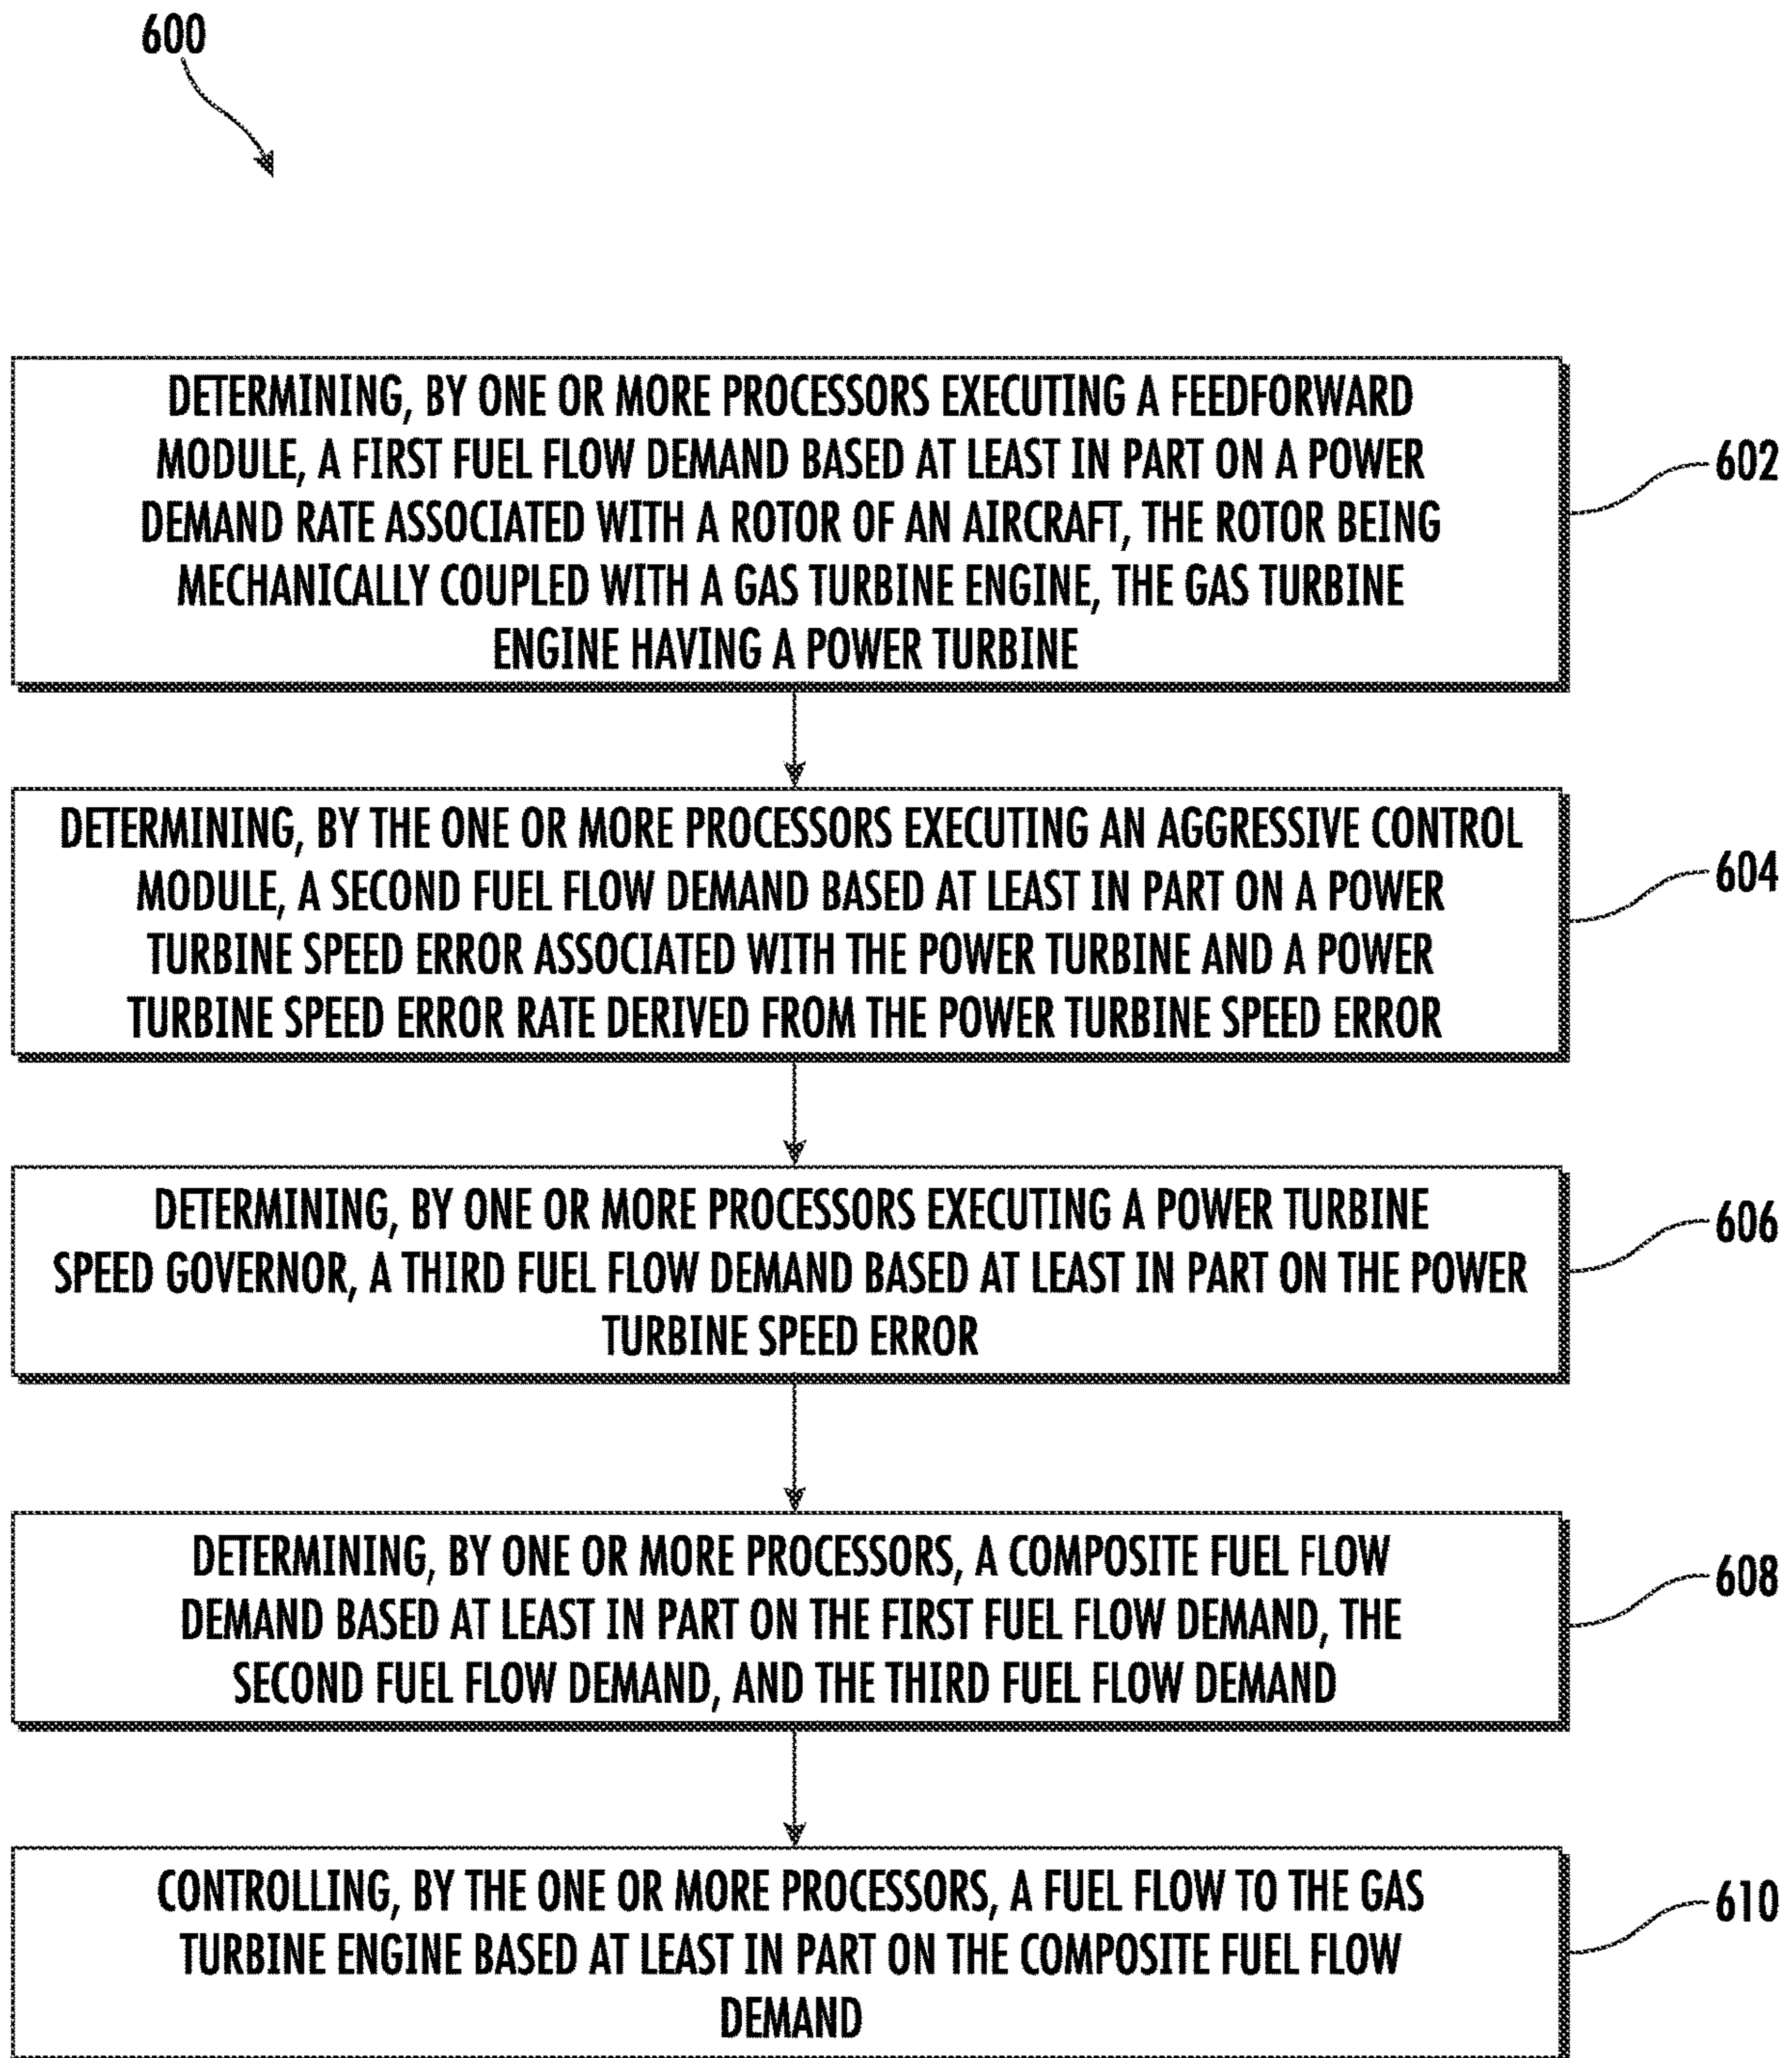 600
DETERMINING, BY ONE OR MORE PROCESSORS EXECUTING A FEEDFORWARD
MODULE, A FIRST FUEL FLOW DEMAND BASED AT LEAST IN PART ON A POWER
DEMAND RATE ASSOCIATED WITH A ROTOR OF AN AIRCRAFT, THE ROTOR BEING
MECHANICALLY COUPLED WITH A GAS TURBINE ENGINE, THE GAS TURBINE
ENGINE HAVING A POWER TURBINE
602
DETERMINING, BY THE ONE OR MORE PROCESSORS EXECUTING AN AGGRESSIVE CONTROL
MODULE, A SECOND FUEL FLOW DEMAND BASED AT LEAST IN PART ON A POWER
TURBINE SPEED ERROR ASSOCIATED WITH THE POWER TURBINE AND A POWER
TURBINE SPEED ERROR RATE DERIVED FROM THE POWER TURBINE SPEED ERROR
604
DETERMINING, BY ONE OR MORE PROCESSORS EXECUTING A POWER TURBINE
SPEED GOVERNOR, A THIRD FUEL FLOW DEMAND BASED AT LEAST IN PART ON THE POWER
TURBINE SPEED ERROR
606
DETERMINING, BY ONE OR MORE PROCESSORS, A COMPOSITE FUEL FLOW
DEMAND BASED AT LEAST IN PART ON THE FIRST FUEL FLOW DEMAND, THE
SECOND FUEL FLOW DEMAND, AND THE THIRD FUEL FLOW DEMAND
608
CONTROLLING, BY THE ONE OR MORE PROCESSORS, A FUEL FLOW TO THE GAS
TURBINE ENGINE BASED AT LEAST IN PART ON THE COMPOSITE FUEL FLOW
DEMAND
610